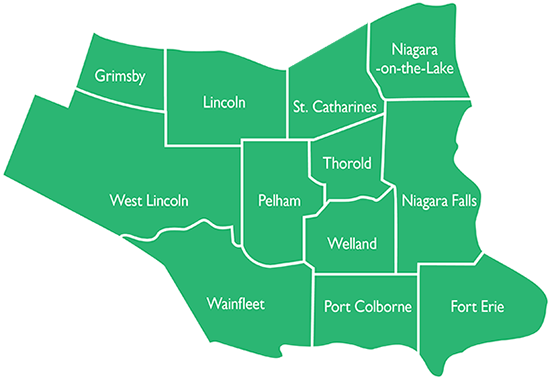 Niagara
-on-the-Lake
Grimsby
Lincoln
St. Catharines
Thorold
West Lincoln
Pelham
Niagara Falls
Welland
Wainfleet
Port Colborne
Fort Erie